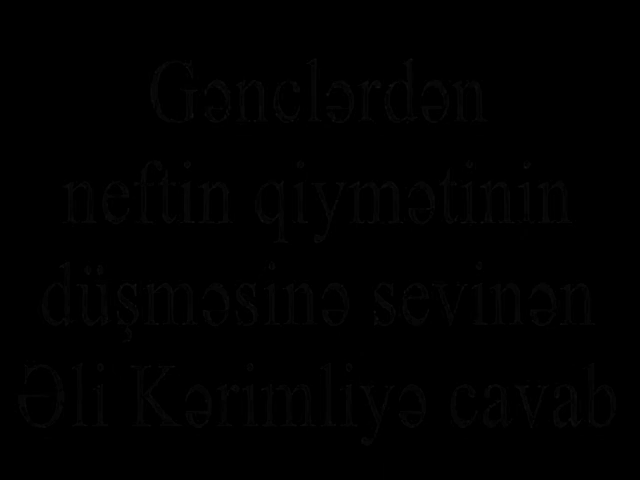 Gənclərdən
neftin qiymətinin
düşməsinə sevinən
Əli Kərimliyə cavab